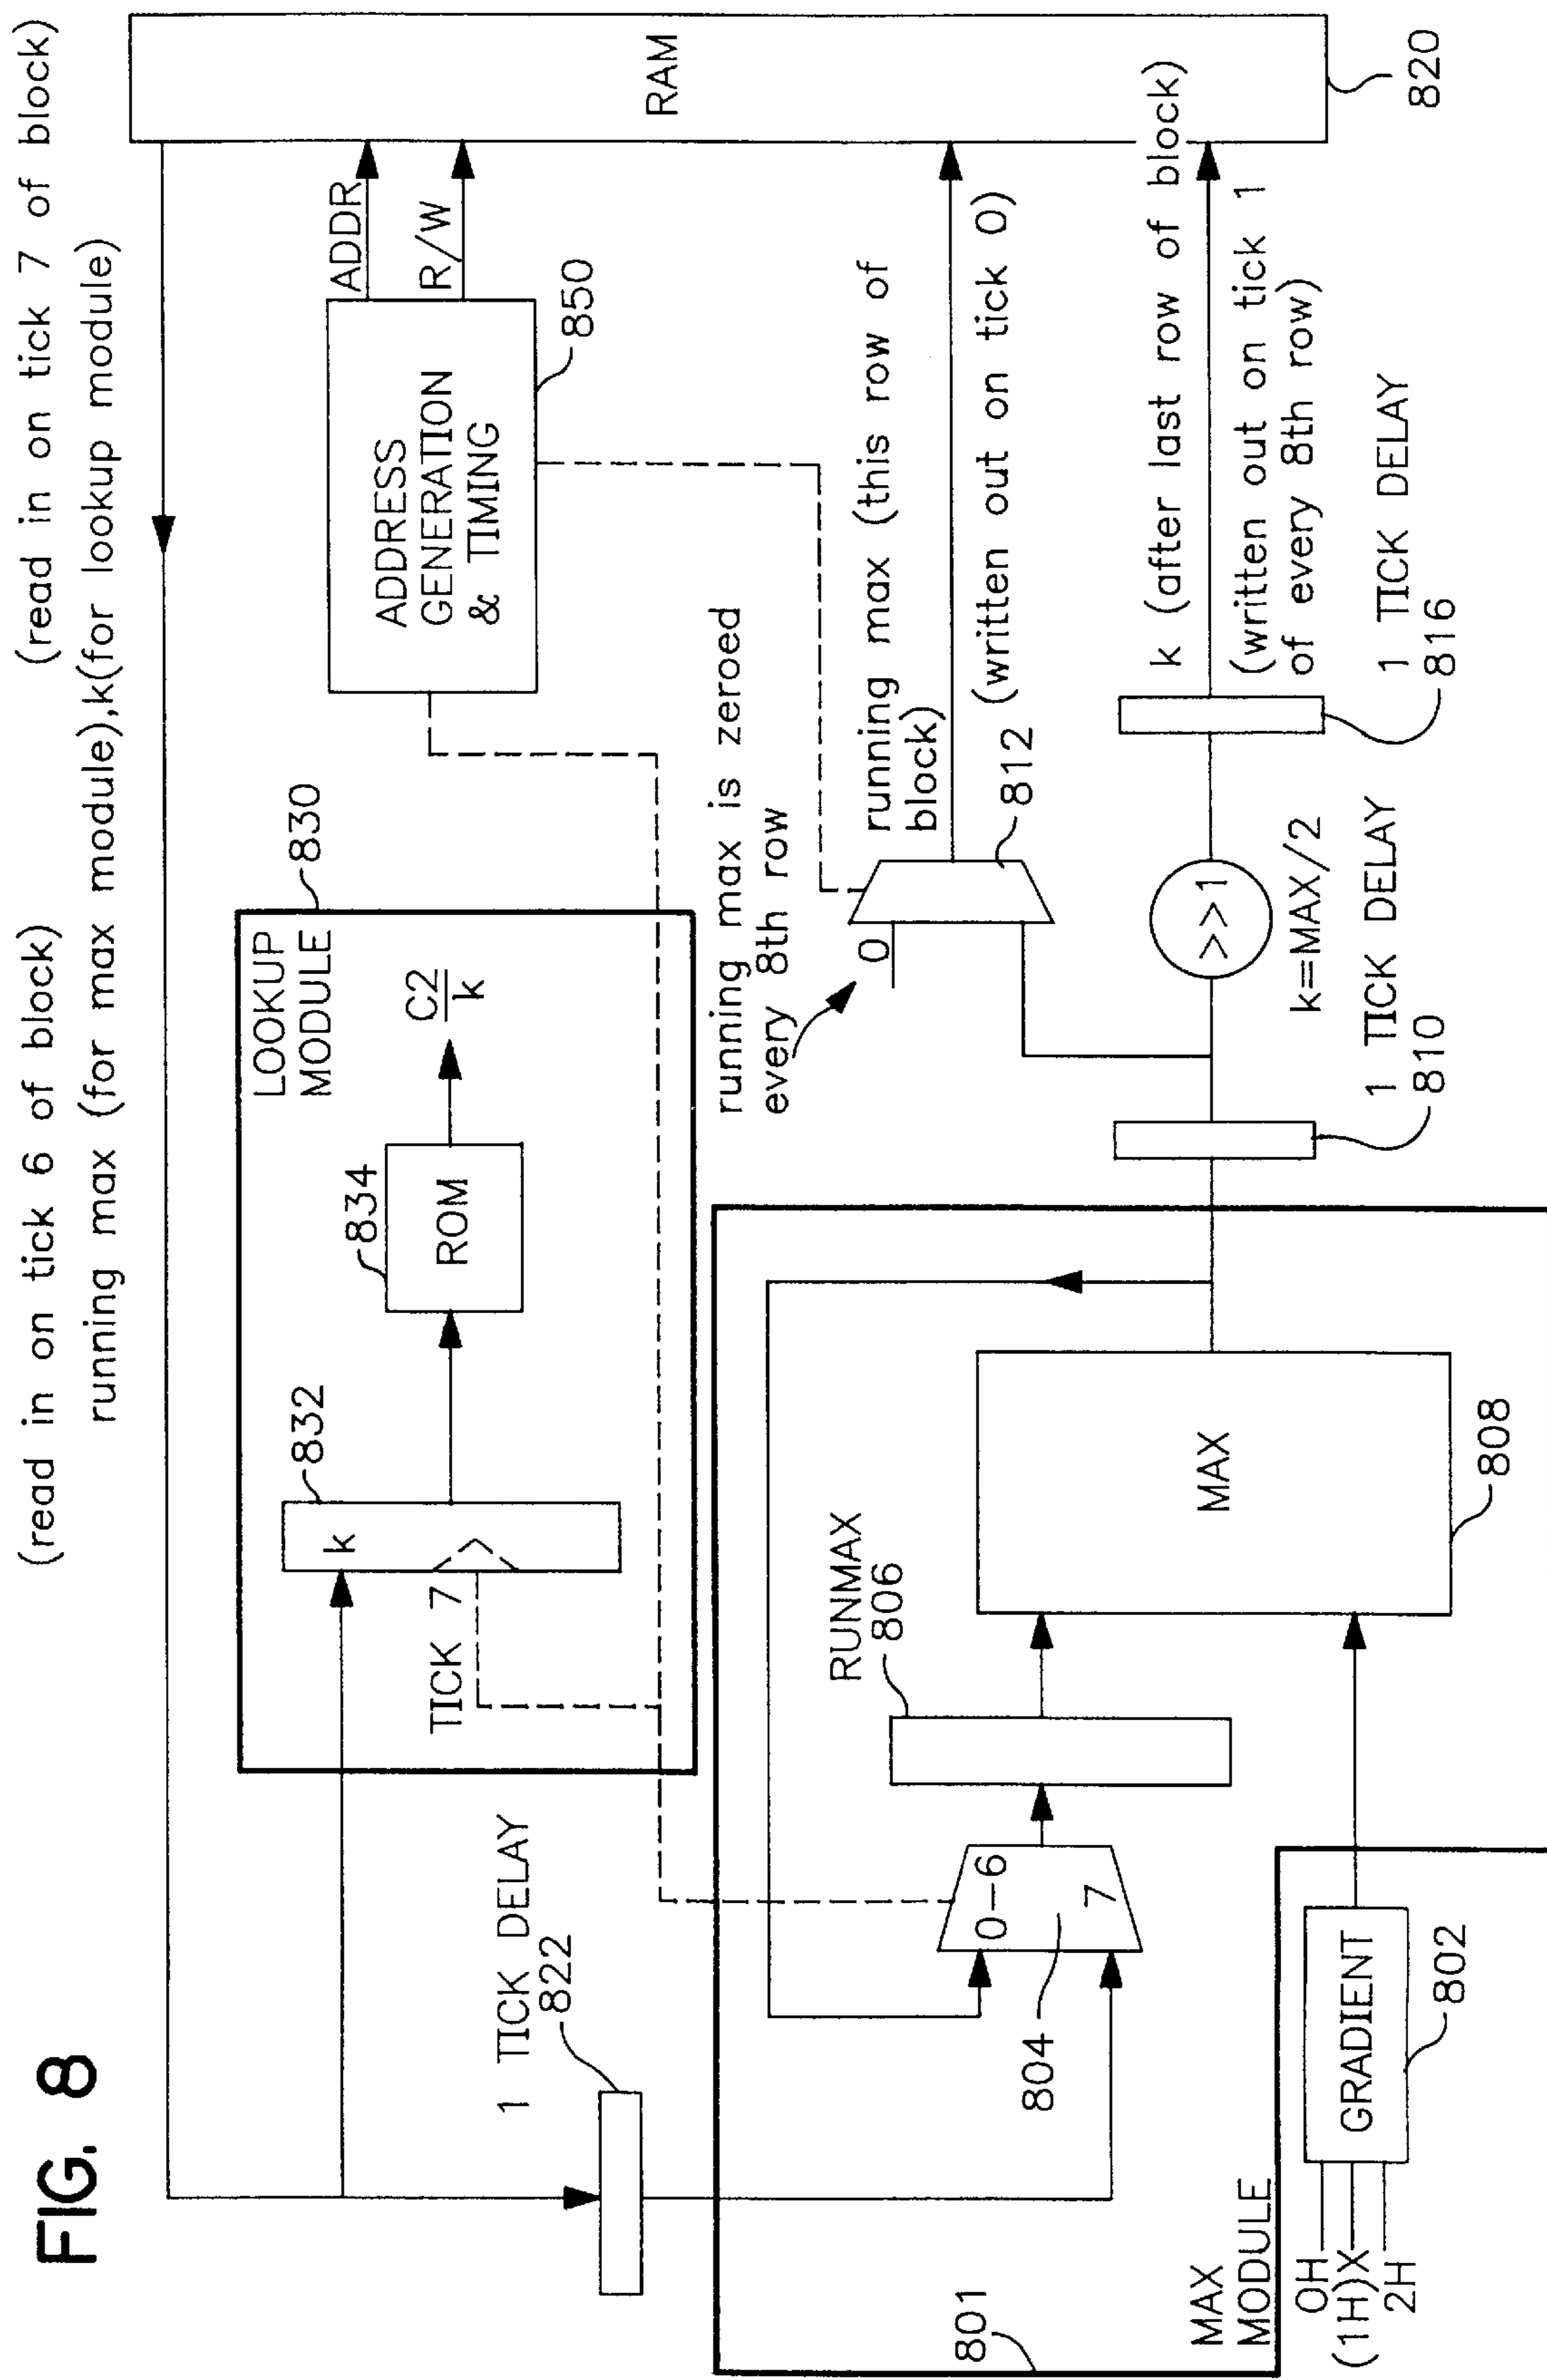 FIG. 8
(read in on tick 6 of block)
(read in on tick 7 of block)
running max (for max module),k(for lookup module)
LOOKUP
MODULE
830
832
k
TICK 7
834
ROM
C2
k
ADDRESS
GENERATION
& TIMING
850
ADDR
R/W
RAM
820
1 TICK DELAY
822
running max is zeroed
every 8th row
0
812
running max (this row of
block)
(written out on tick 0)
MAX
MODULE
801
0-6
7
804
RUNMAX
806
MAX
808
GRADIENT
802
0H
(1H)X
2H
1 TICK DELAY
810
>>1
k=MAX/2
1 TICK DELAY
816
k (after last row of block)
(written out on tick 1
of every 8th row)